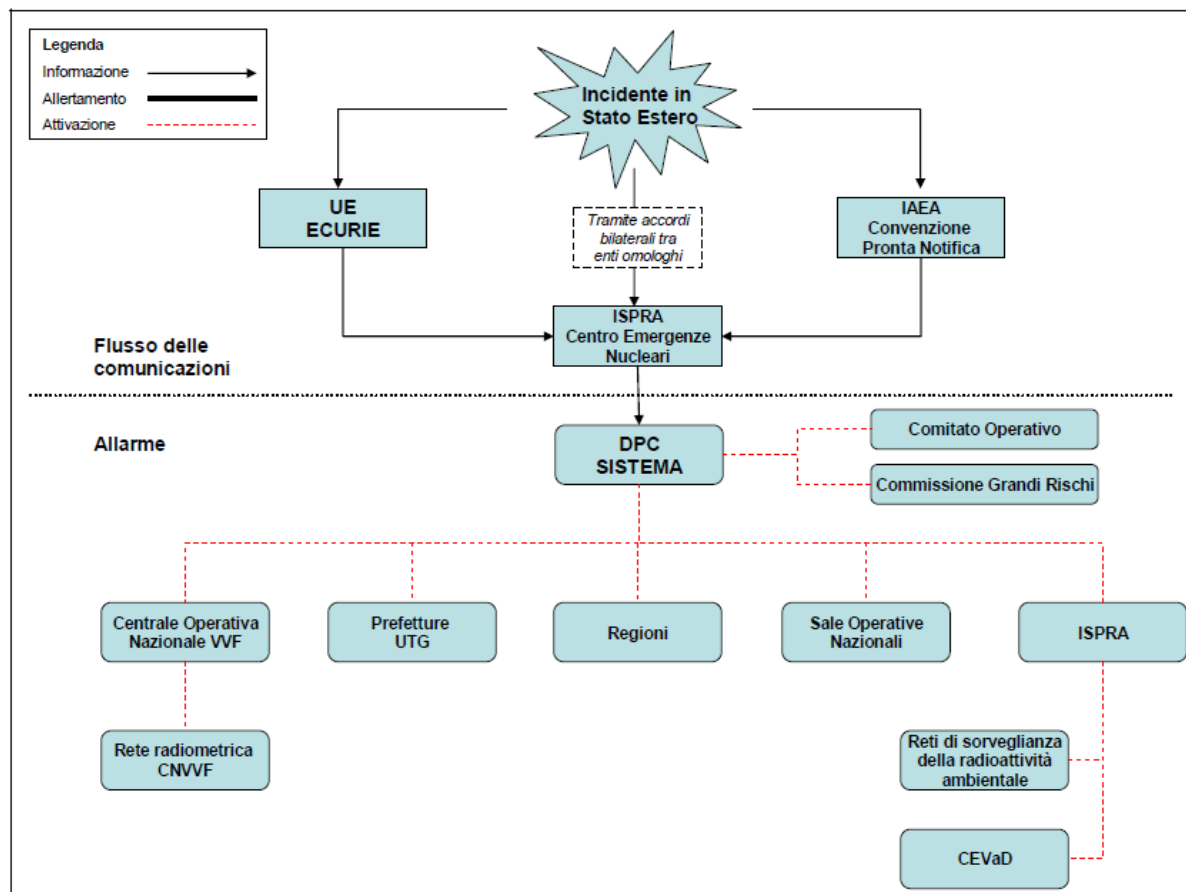 Legenda
Informazione
Allertamento
Attivazione
Incidente in
Stato Estero
UE
ECURIE
Tramite accordi
bilaterali tra
enti omologhi
IAEA
Convenzione
Pronta Notifica
ISPRA
Centro Emergenze
Nucleari
Flusso delle
comunicazioni
Allarme
DPC
SISTEMA
Comitato Operativo
Commissione Grandi Rischi
Centrale Operativa
Nazionale VVF
Prefetture
UTG
Regioni
Sale Operative
Nazionali
ISPRA
Rete radiometrica
CNVVF
Reti di sorveglianza
della radioattività
ambientale
CEVaD